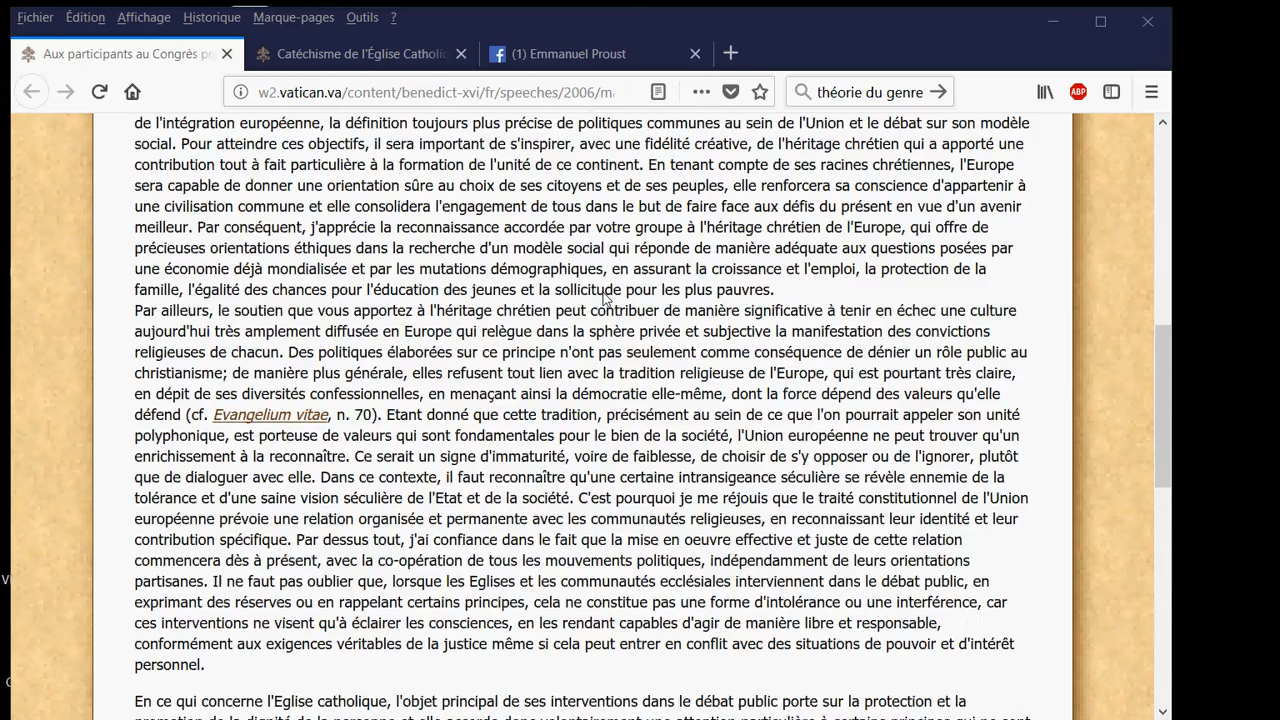 Fichier Édition Affichage Historique Marque-pages Outils ?
Aux participants au Congrès
Catéchisme de l'Église Catholic
(1) Emmanuel Proust
w2.vatican.va/content/benedict-xvi/fr/speeches/2006/m
théorie du genre
ABP
de l'intégration européenne, la définition toujours plus précise de politiques communes au sein de l'Union et le débat sur son modèle
social. Pour atteindre ces objectifs, il sera important de s'inspirer, avec une fidélité créative, de l'héritage chrétien qui a apporté une
contribution tout à fait particulière à la formation de l'unité de ce continent. En tenant compte de ses racines chrétiennes, l'Europe
sera capable de donner une orientation sûre au choix de ses citoyens et de ses peuples, elle renforcera sa conscience d'appartenir à
une civilisation commune et elle consolidera l'engagement de tous dans le but de faire face aux défis du présent en vue d'un avenir
meilleur. Par conséquent, j'apprécie la reconnaissance accordée par votre groupe à l'héritage chrétien de l'Europe, qui offre de
précieuses orientations éthiques dans la recherche d'un modèle social qui réponde de manière adéquate aux questions posées par
une économie déjà mondialisée et par les mutations démographiques, en assurant la croissance et l'emploi, la protection de la
famille, l'égalité des chances pour l'éducation des jeunes et la sollicitude pour les plus pauvres.
Par ailleurs, le soutien que vous apportez à l'héritage chrétien peut contribuer de manière significative à tenir en échec une culture
aujourd'hui très amplement diffusée en Europe qui relègue dans la sphère privée et subjective la manifestation des convictions
religieuses de chacun. Des politiques élaborées sur ce principe n'ont pas seulement comme conséquence de dénier un rôle public au
christianisme; de manière plus générale, elles refusent tout lien avec la tradition religieuse de l'Europe, qui est pourtant très claire,
en dépit de ses diversités confessionnelles, en menaçant ainsi la démocratie elle-même, dont la force dépend des valeurs qu'elle
défend (cf. Evangelium vitae, n. 70). Etant donné que cette tradition, précisément au sein de ce que l'on pourrait appeler son unité
polyphonique, est porteuse de valeurs qui sont fondamentales pour le bien de la société, l'Union européenne ne peut trouver qu'un
enrichissement à la reconnaître. Ce serait un signe d'immaturité, voire de faiblesse, de choisir de s'y opposer ou de l'ignorer, plutôt
que de dialoguer avec elle. Dans ce contexte, il faut reconnaître qu'une certaine intransigeance séculière se révèle ennemie de la
tolérance et d'une saine vision séculière de l'Etat et de la société. C'est pourquoi je me réjouis que le traité constitutionnel de l'Union
européenne prévoie une relation organisée et permanente avec les communautés religieuses, en reconnaissant leur identité et leur
contribution spécifique. Par dessus tout, j'ai confiance dans le fait que la mise en oeuvre effective et juste de cette relation
commencera dès à présent, avec la co-opération de tous les mouvements politiques, indépendamment de leurs orientations
partisanes. Il ne faut pas oublier que, lorsque les Eglises et les communautés ecclésiales interviennent dans le débat public, en
exprimant des réserves ou en rappelant certains principes, cela ne constitue pas une forme d'intolérance ou une interférence, car
ces interventions ne visent qu'à éclairer les consciences, en les rendant capables d'agir de manière libre et responsable,
conformément aux exigences véritables de la justice même si cela peut entrer en conflit avec des situations de pouvoir et d'intérêt
personnel.
En ce qui concerne l'Eglise catholique, l'objet principal de ses interventions dans le débat public porte sur la protection et la
promotion de la dignité de la personne et elle accorde donc volontairement une attention particulière à certains principes qui ne sont